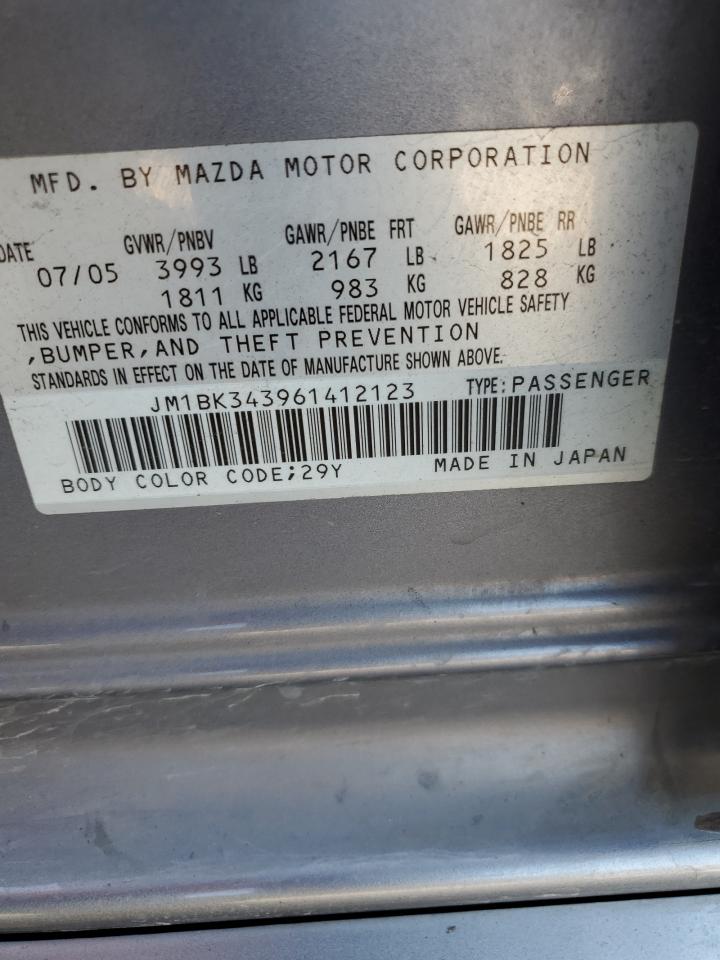 MFD. BY MAZDA MOTOR CORPORATION
DATE GVWR/PNBV GAWR/PNBE FRT GAWR/PNBE RR
07/05 3993 LB 2167 LB 1825 LB
1811 KG 983 KG 828 KG
THIS VEHICLE CONFORMS TO ALL APPLICABLE FEDERAL MOTOR VEHICLE SAFETY
,BUMPER,AND THEFT PREVENTION
STANDARDS IN EFFECT ON THE DATE OF MANUFACTURE SHOWN ABOVE.
JM1BK343961412123 TYPE:PASSENGER
BODY COLOR CODE;29Y MADE IN JAPAN